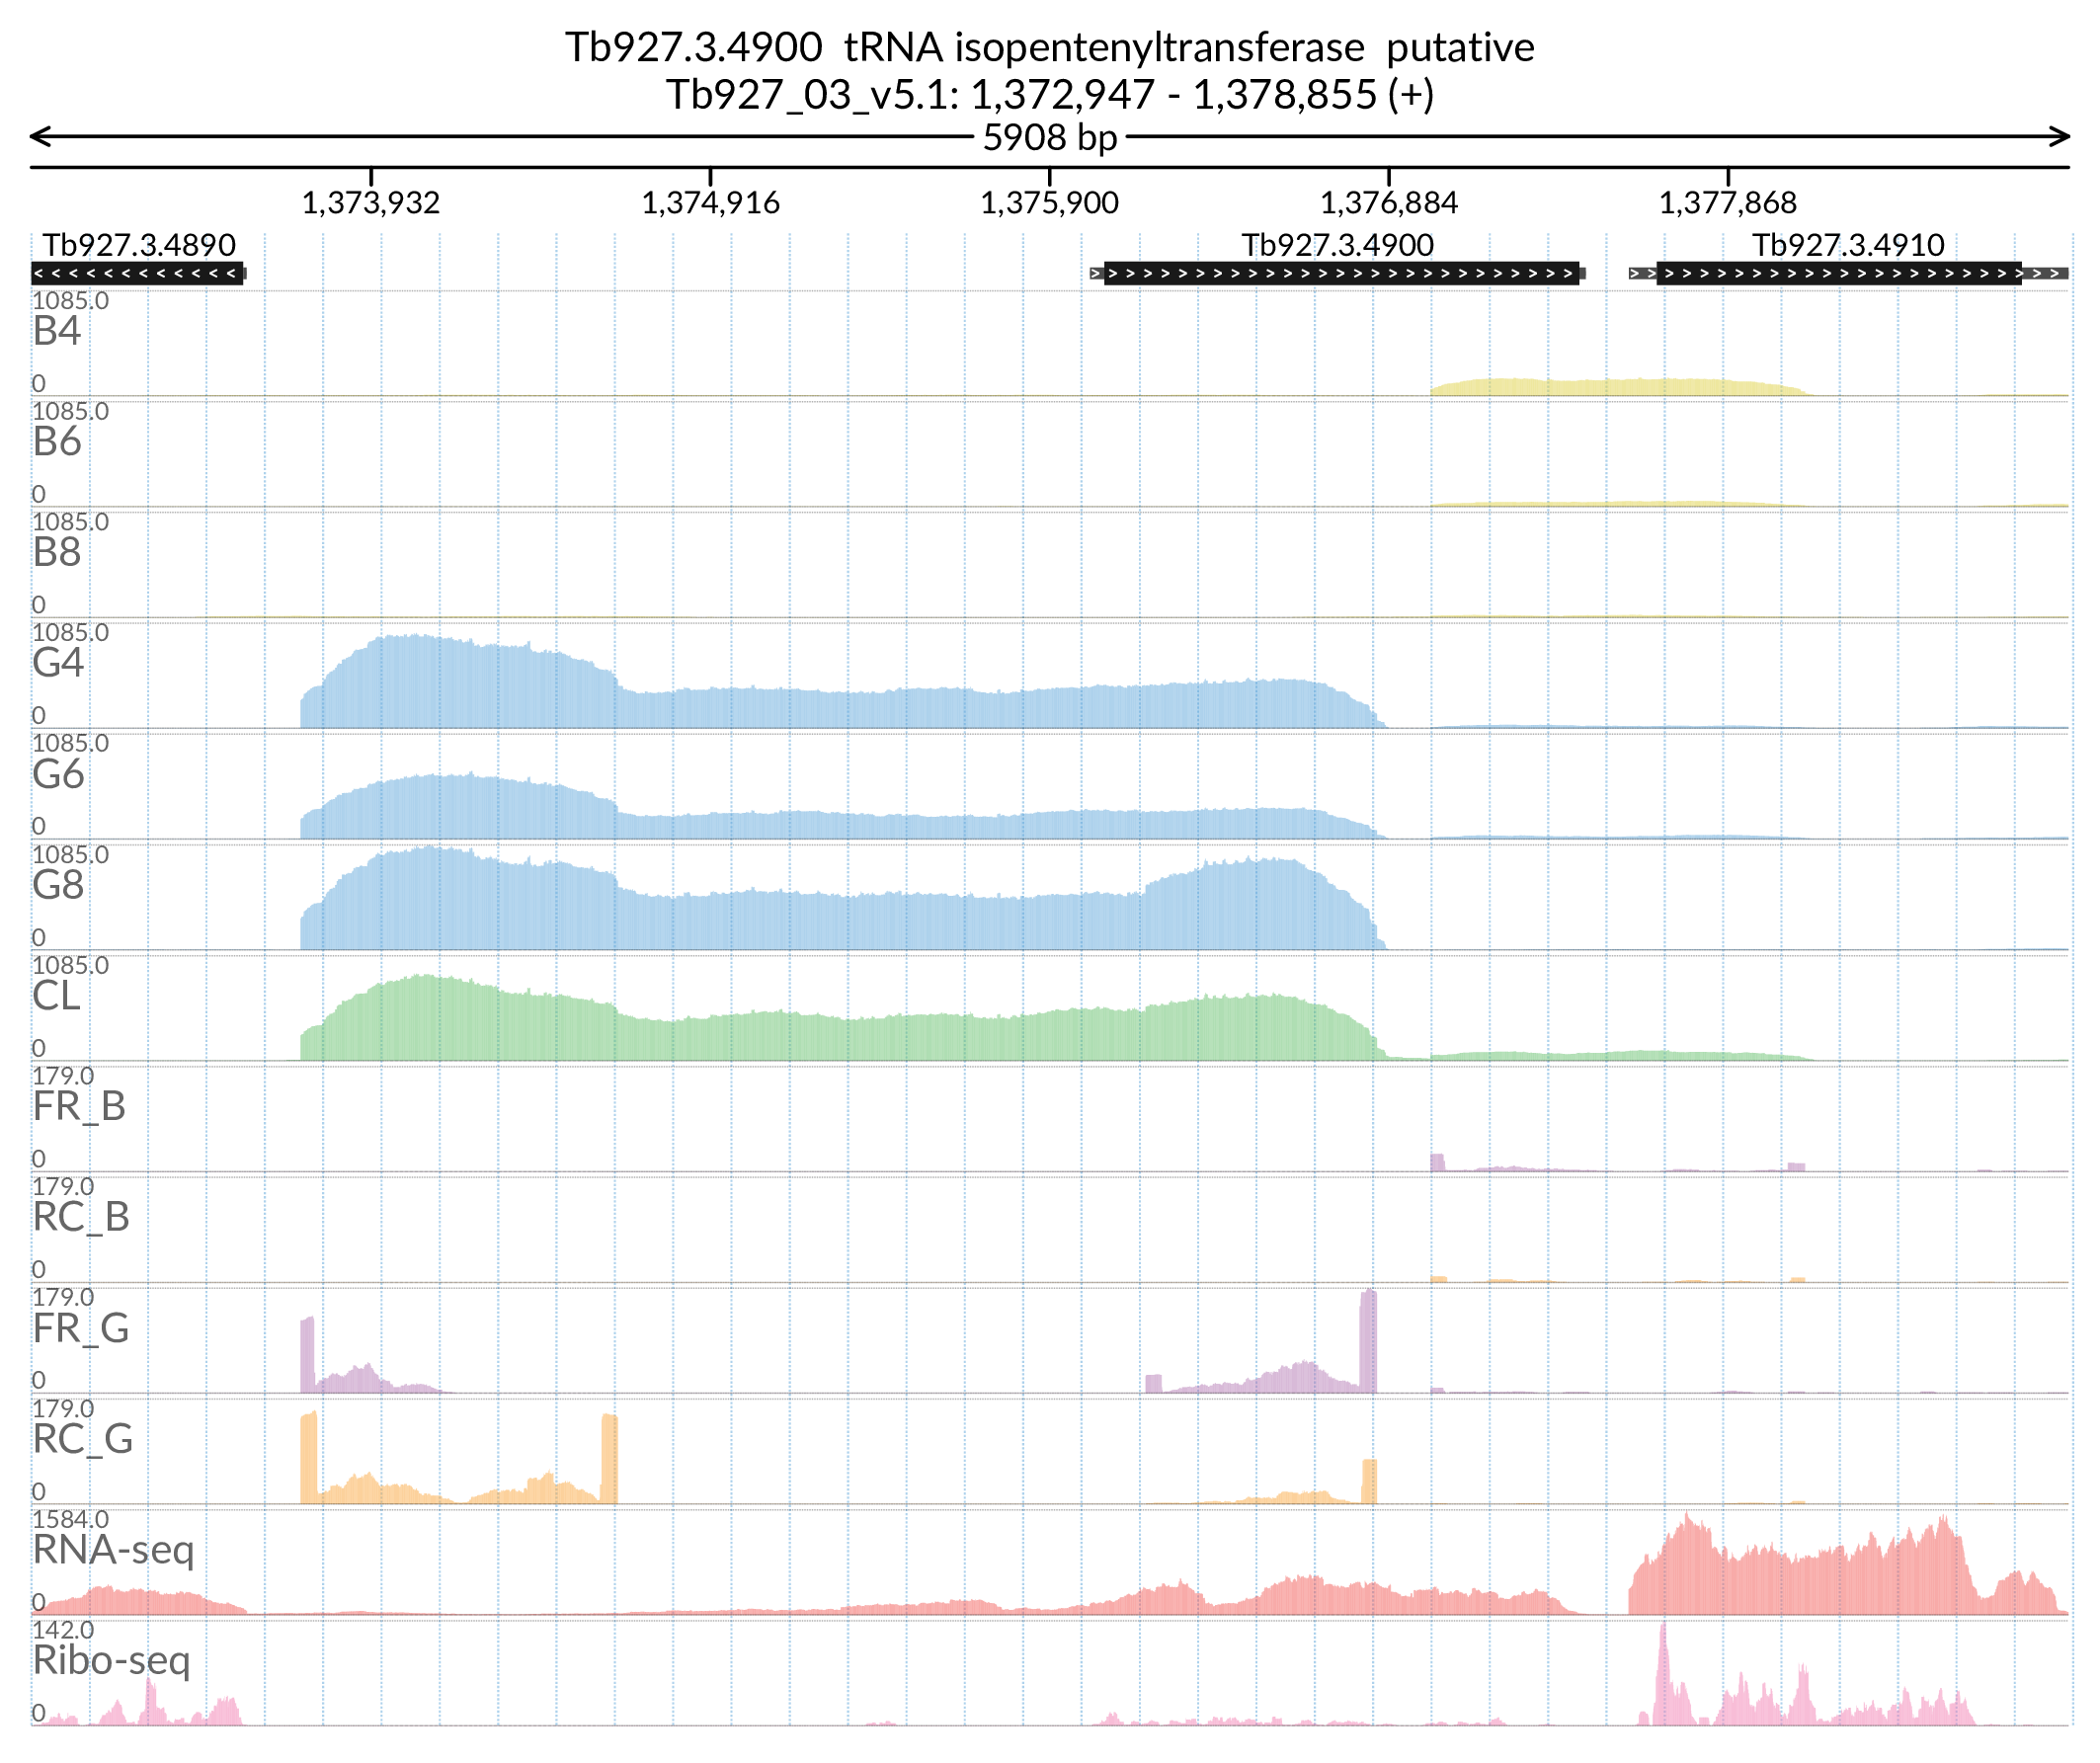 Tb927.3.4900 tRNA isopentenyltransferase putative
Tb927_03_v5.1: 1,372,947 - 1,378,855 (+)
5908 bp
1,373,932 1,374,916 1,375,900 1,376,884 1,377,868
Tb927.3.4890 Tb927.3.4900 Tb927.3.4910
1085.0
B4
0
1085.0
B6
0
1085.0
B8
0
1085.0
G4
0
1085.0
G6
0
1085.0
G8
0
1085.0
CL
0
179.0
FR_B
0
179.0
RC_B
0
179.0
FR_G
0
179.0
RC_G
0
1584.0
RNA-seq
0
142.0
Ribo-seq
0